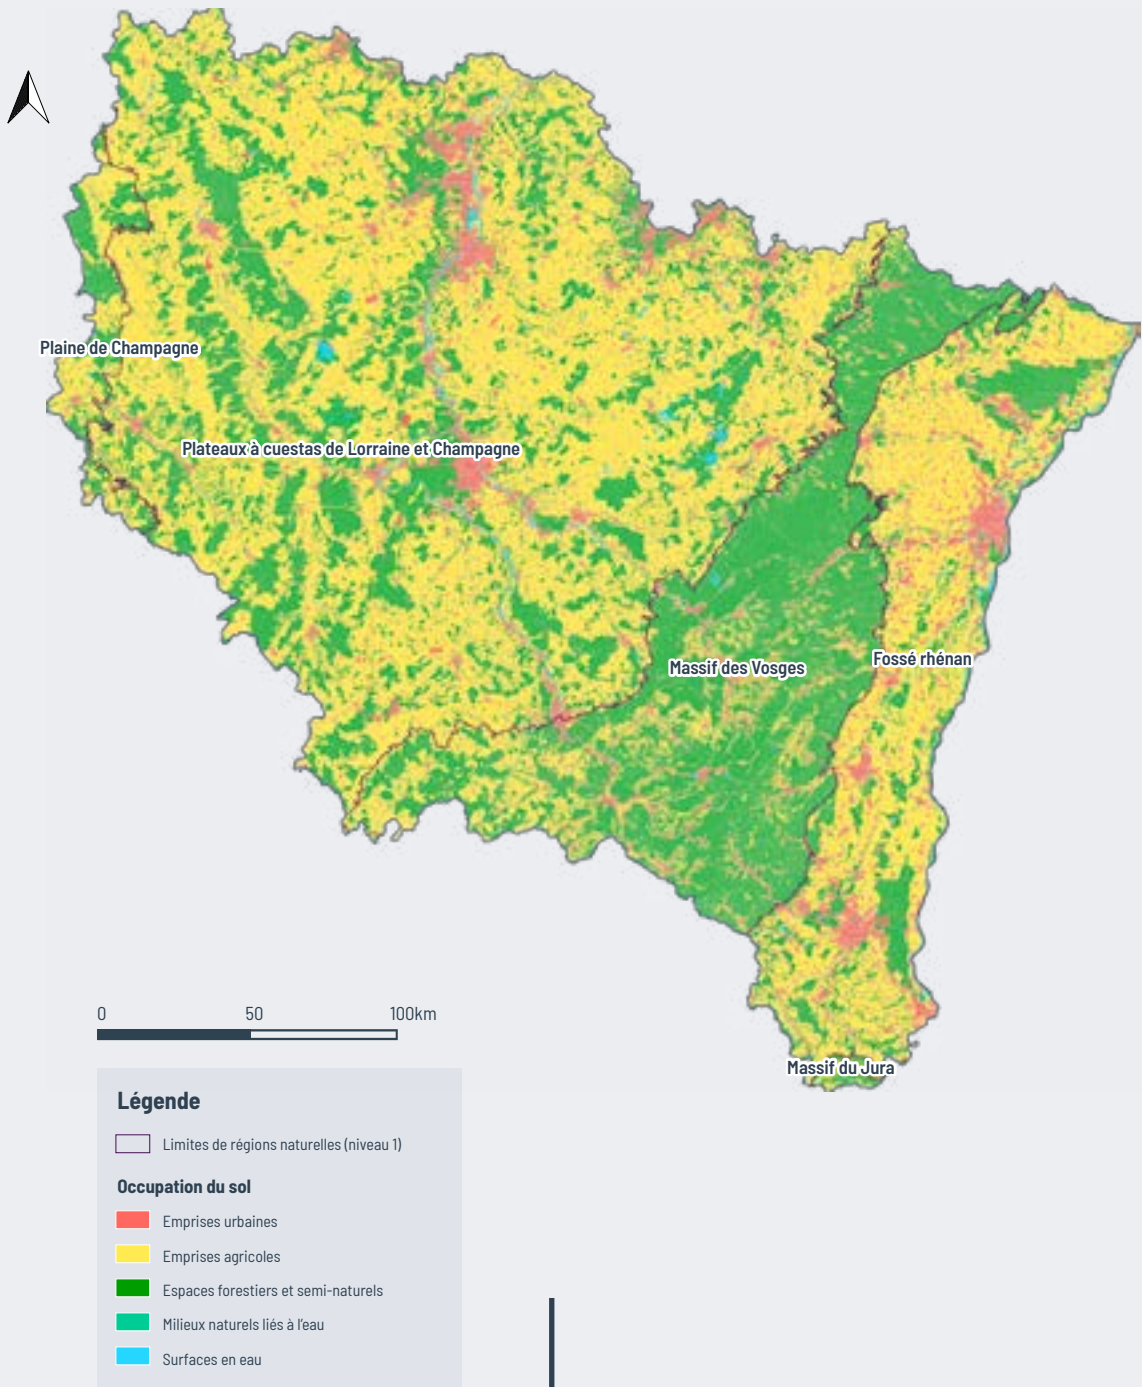 Plaine de Champagne
Plateaux à cuestas de Lorraine et Champagne
Massif des Vosges
Fossé rhénan
Massif du Jura
0 50 100km
Légende
Limites de régions naturelles (niveau 1)
Occupation du sol
Emprises urbaines
Emprises agricoles
Espaces forestiers et semi-naturels
Milieux naturels liés à l'eau
Surfaces en eau